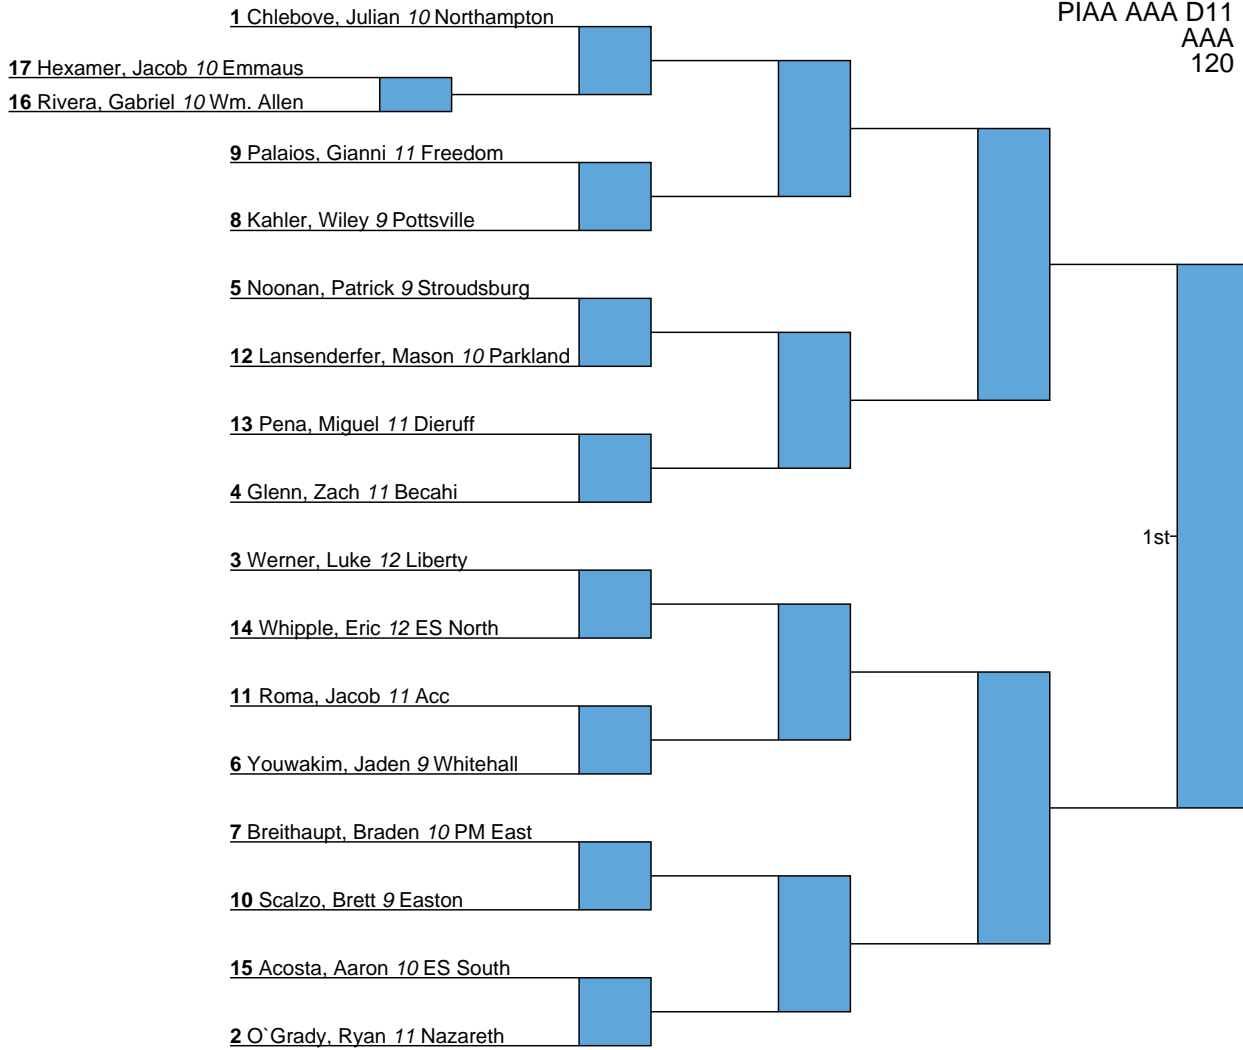 PIAA AAA D11
AAA
120
1 Chlebove, Julian 10 Northampton
17 Hexamer, Jacob 10 Emmaus
16 Rivera, Gabriel 10 Wm. Allen
9 Palaios, Gianni 11 Freedom
8 Kahler, Wiley 9 Pottsville
5 Noonan, Patrick 9 Stroudsburg
12 Lansenderfer, Mason 10 Parkland
13 Pena, Miguel 11 Dieruff
4 Glenn, Zach 11 Becahi
3 Werner, Luke 12 Liberty
1st
14 Whipple, Eric 12 ES North
11 Roma, Jacob 11 Acc
6 Youwakim, Jaden 9 Whitehall
7 Breithaupt, Braden 10 PM East
10 Scalzo, Brett 9 Easton
15 Acosta, Aaron 10 ES South
2 O`Grady, Ryan 11 Nazareth